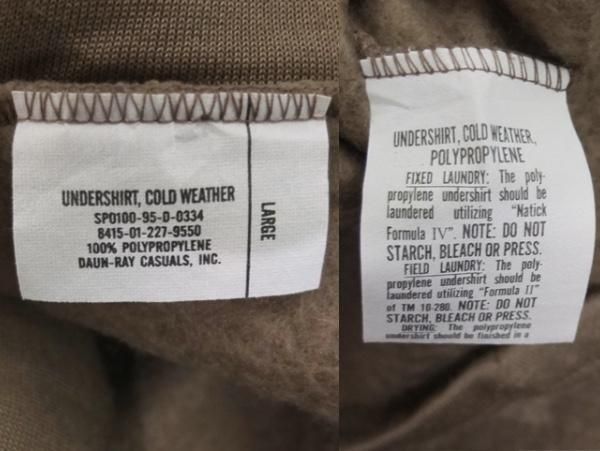 UNDERSHIRT, COLD WEATHER
SPO100-95-D-0334
8415-01-227-9550
100% POLYPROPYLENE
DAUN-RAY CASUALS, INC.
LARGE
UNDERSHIRT, COLD WEATHER,
POLYPROPYLENE
FIXED LAUNDRY: The poly-
propylene undershirt should be
laundered utilizing "Natick
Formula IV". NOTE: DO NOT
STARCH, BLEACH OR PRESS.
FIELD LAUNDRY: The poly-
propylene undershirt should be
laundered utilizing "Formula II"
of TM 10-280. NOTE: DO NOT
STARCH, BLEACH OR PRESS.
DRYING: The polypropylene
undershirt should be finished in a